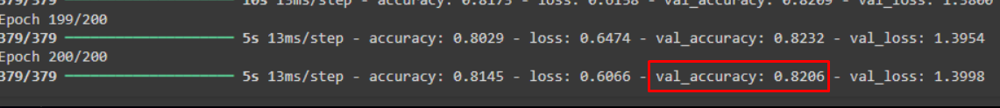 379/379 ━━━━━━━━━━━━━━━━━━━━ 10s 13ms/step - accuracy: 0.8175 - loss: 0.6158 - val_accuracy: 0.8209 - val_loss: 1.3800
Epoch 199/200
379/379 ━━━━━━━━━━━━━━━━━━━━ 5s 13ms/step - accuracy: 0.8029 - loss: 0.6474 - val_accuracy: 0.8232 - val_loss: 1.3954
Epoch 200/200
379/379 ━━━━━━━━━━━━━━━━━━━━ 5s 13ms/step - accuracy: 0.8145 - loss: 0.6066 - val_accuracy: 0.8206 - val_loss: 1.3998